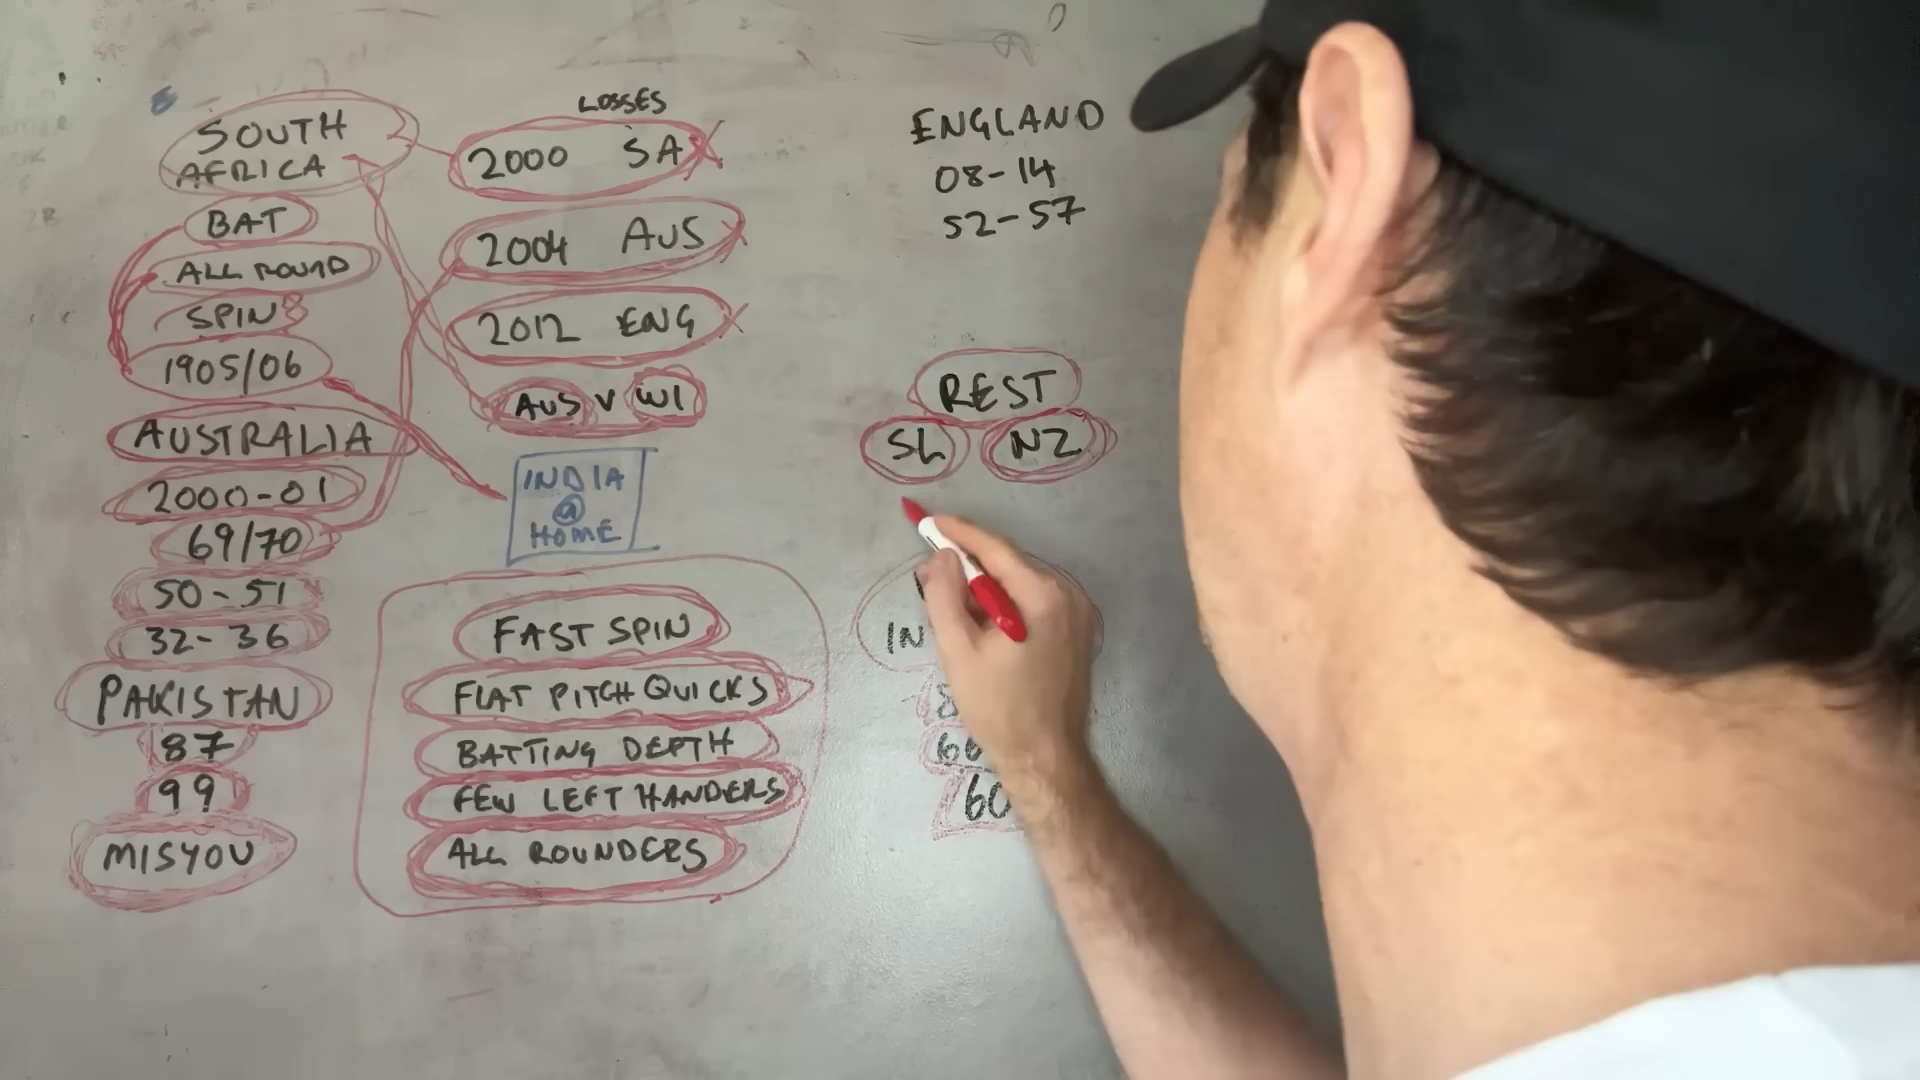 SOUTH
AFRICA
BAT
ALL ROUND
SPIN
1905/06
AUSTRALIA
2000-01
69/70
50-51
32-36
PAKISTAN
87
99
MISYOU
LOSSES
2000 SA
2004 AUS
2012 ENG
AUS V WI
INDIA
@
HOME
FAST SPIN
FLAT PITCH QUICKS
BATTING DEPTH
FEW LEFT HANDERS
ALL ROUNDERS
ENGLAND
08-14
52-57
REST
SL NZ
IN
60